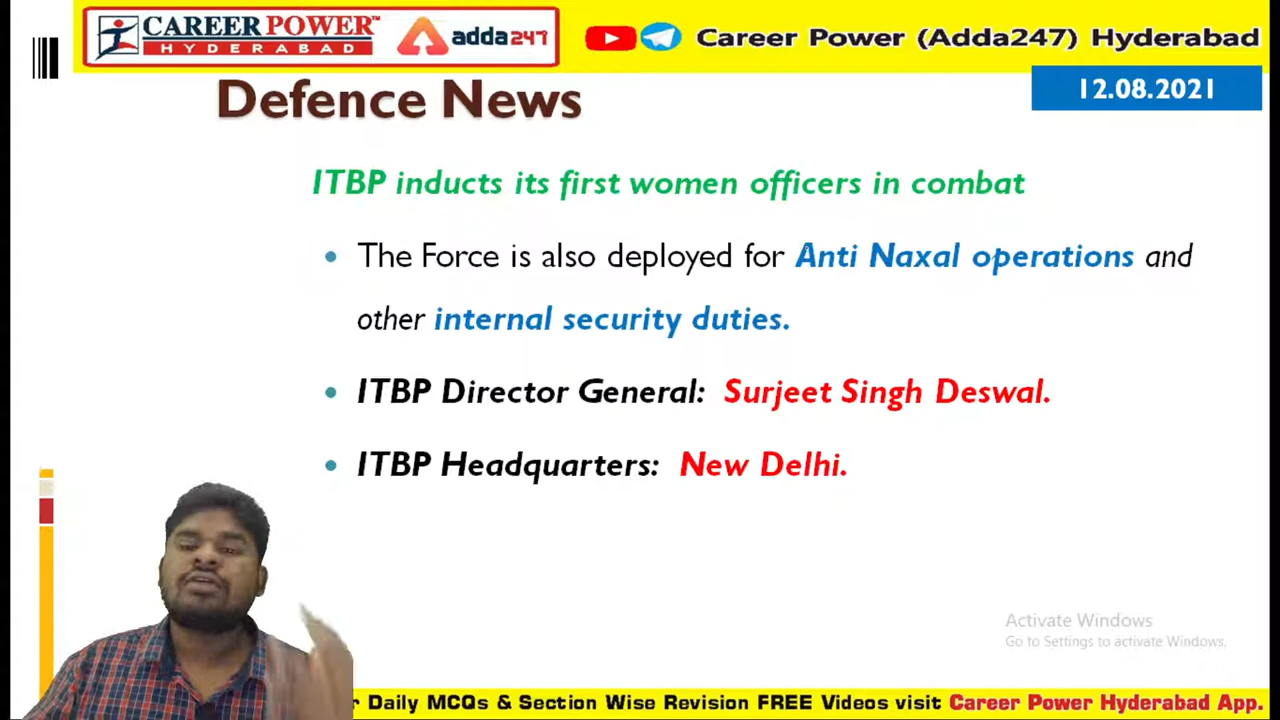 CAREER POWER™
HYDERABAD
adda247
Career Power (Adda247) Hyderabad
Defence News
12.08.2021
ITBP inducts its first women officers in combat
• The Force is also deployed for Anti Naxal operations and
other internal security duties.
• ITBP Director General: Surjeet Singh Deswal.
• ITBP Headquarters: New Delhi.
Activate Windows
Go to Settings to activate Windows.
r Daily MCQs & Section Wise Revision FREE Videos visit Career Power Hyderabad App.